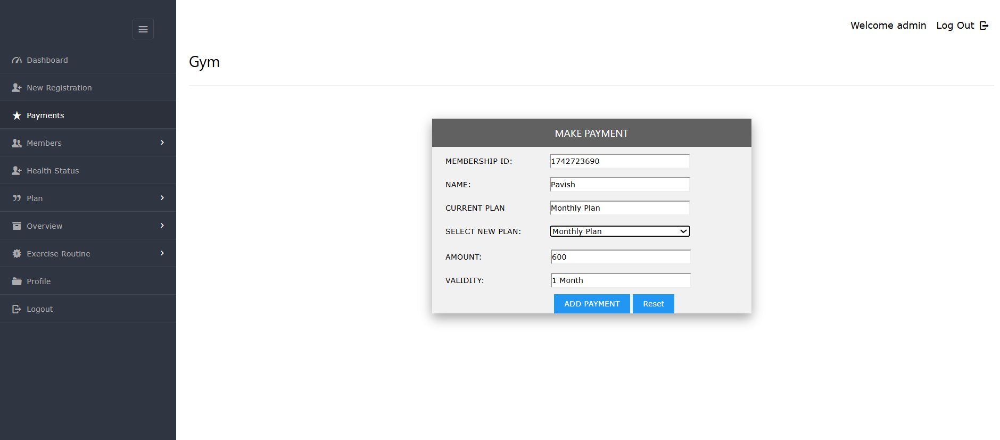 Welcome admin Log Out
Dashboard
New Registration
Payments
Members
Health Status
Plan
Overview
Exercise Routine
Profile
Logout
Gym
MAKE PAYMENT
MEMBERSHIP ID: 1742723690
NAME: Pavish
CURRENT PLAN Monthly Plan
SELECT NEW PLAN: Monthly Plan
AMOUNT: 600
VALIDITY: 1 Month
ADD PAYMENT Reset